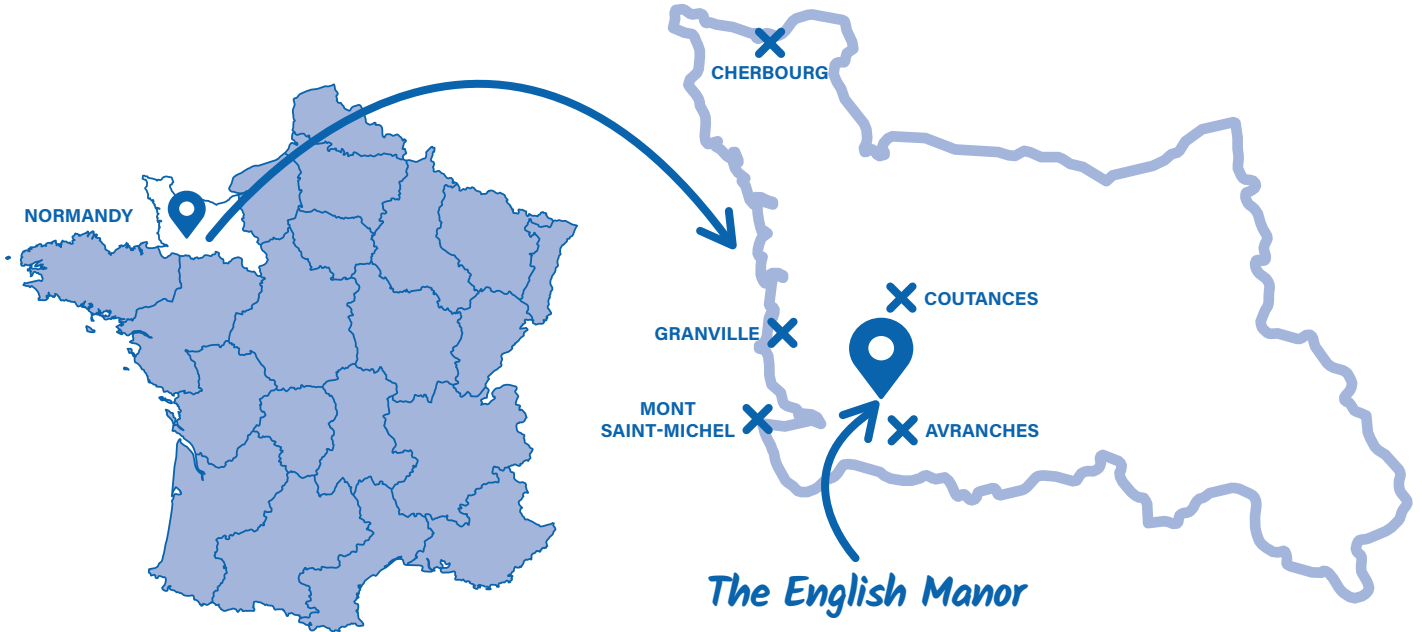 CHERBOURG
NORMANDY
COUTANCES
GRANVILLE
MONT
SAINT-MICHEL
AVRANCHES
The English Manor